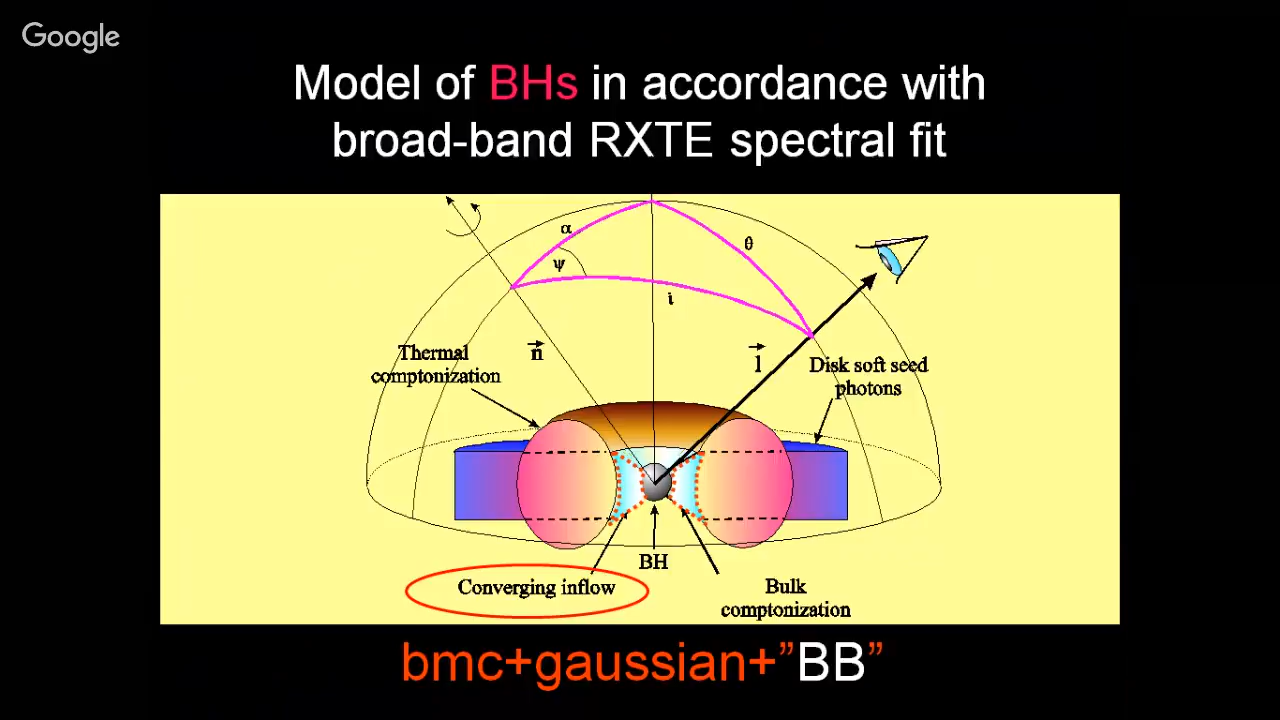 Google
Model of BHs in accordance with
broad-band RXTE spectral fit
α
θ
ψ
i
Thermal
comptonization
n
l
Disk soft seed
photons
BH
Converging inflow
Bulk
comptonization
bmc+gaussian+”BB”